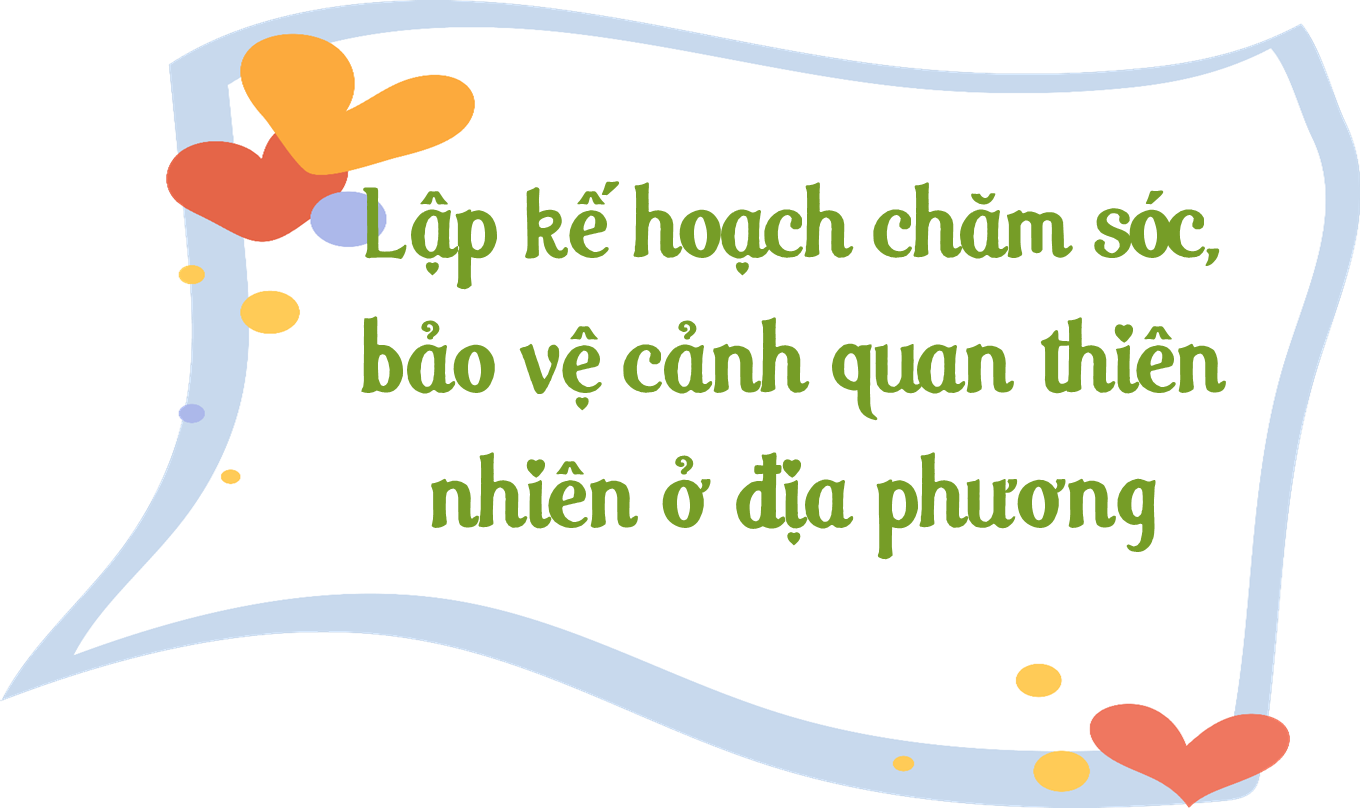 Lập kế hoạch chăm sóc,
bảo vệ cảnh quan thiên
nhiên ở địa phương